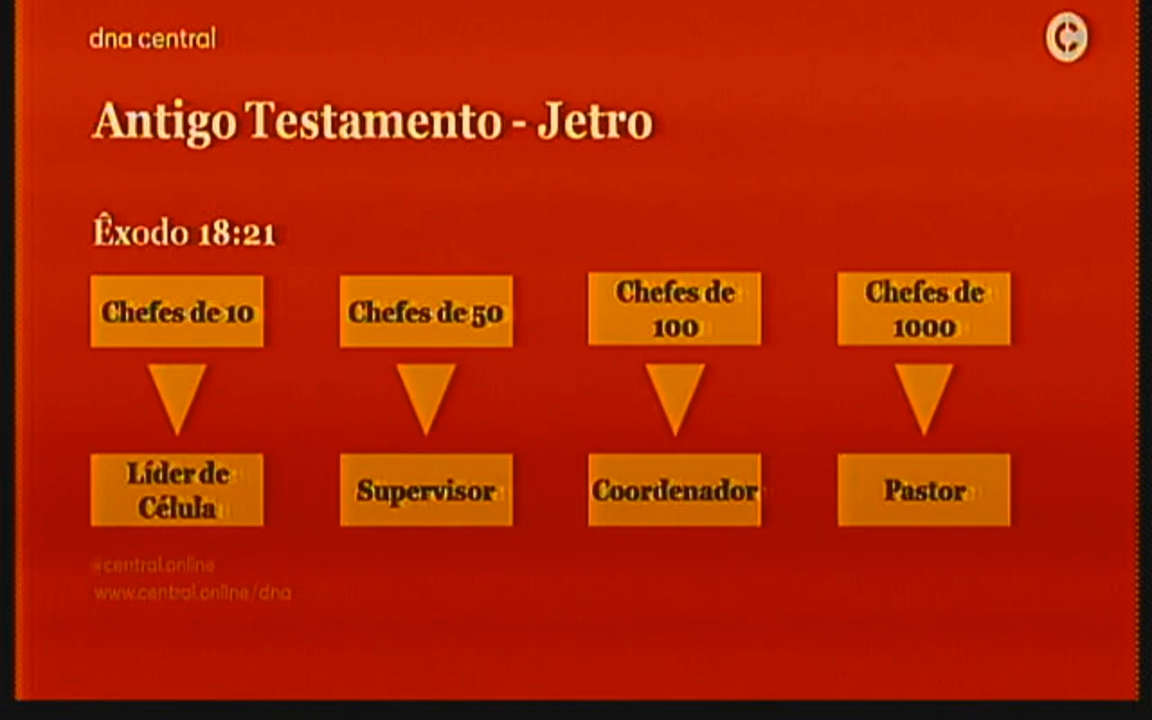 dna central
Antigo Testamento - Jetro
Êxodo 18:21
Chefes de 10
Chefes de 50
Chefes de
100
Chefes de
1000
Líder de
Célula
Supervisor
Coordenador
Pastor
@central.online
www.central.online/dna